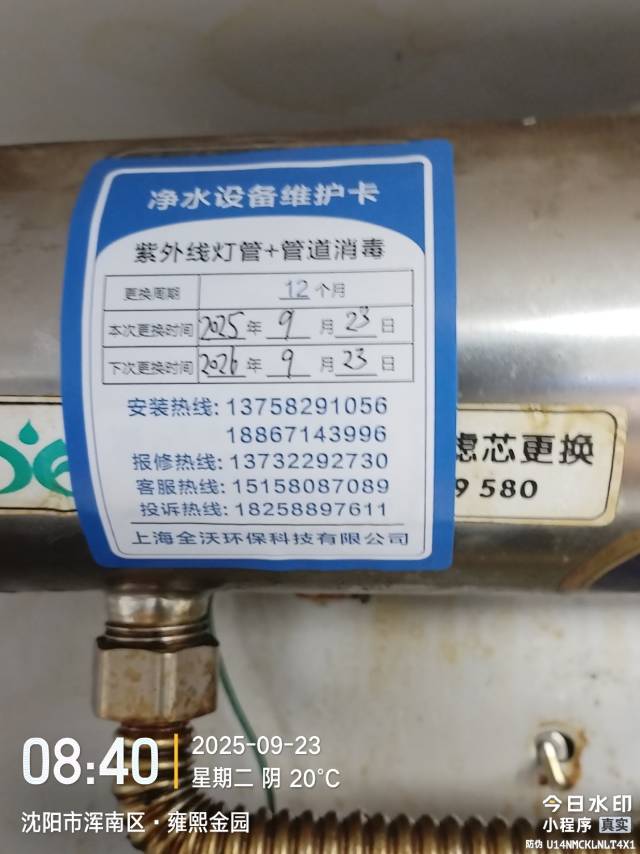 净水设备维护卡
紫外线灯管+管道消毒
更换周期 12个月
本次更换时间 2025年 9 月 23 日
下次更换时间 2026年 9 月 23 日
安装热线: 13758291056
18867143996
报修热线: 13732292730
客服热线: 15158087089
投诉热线: 18258897611
上海全沃环保科技有限公司
滤芯更换
9 580
08:40
2025-09-23
星期二 阴 20°C
沈阳市浑南区·雍熙金园
今日水印
小程序 真实
防伪 U14NMCKLNLT4X1